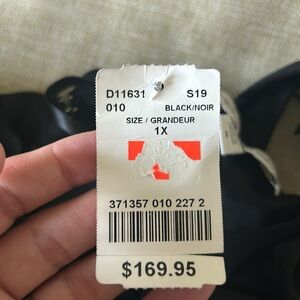 D11631 S19
010 BLACK/NOIR
SIZE / GRANDEUR
1X
371357 010 227 2
$169.95